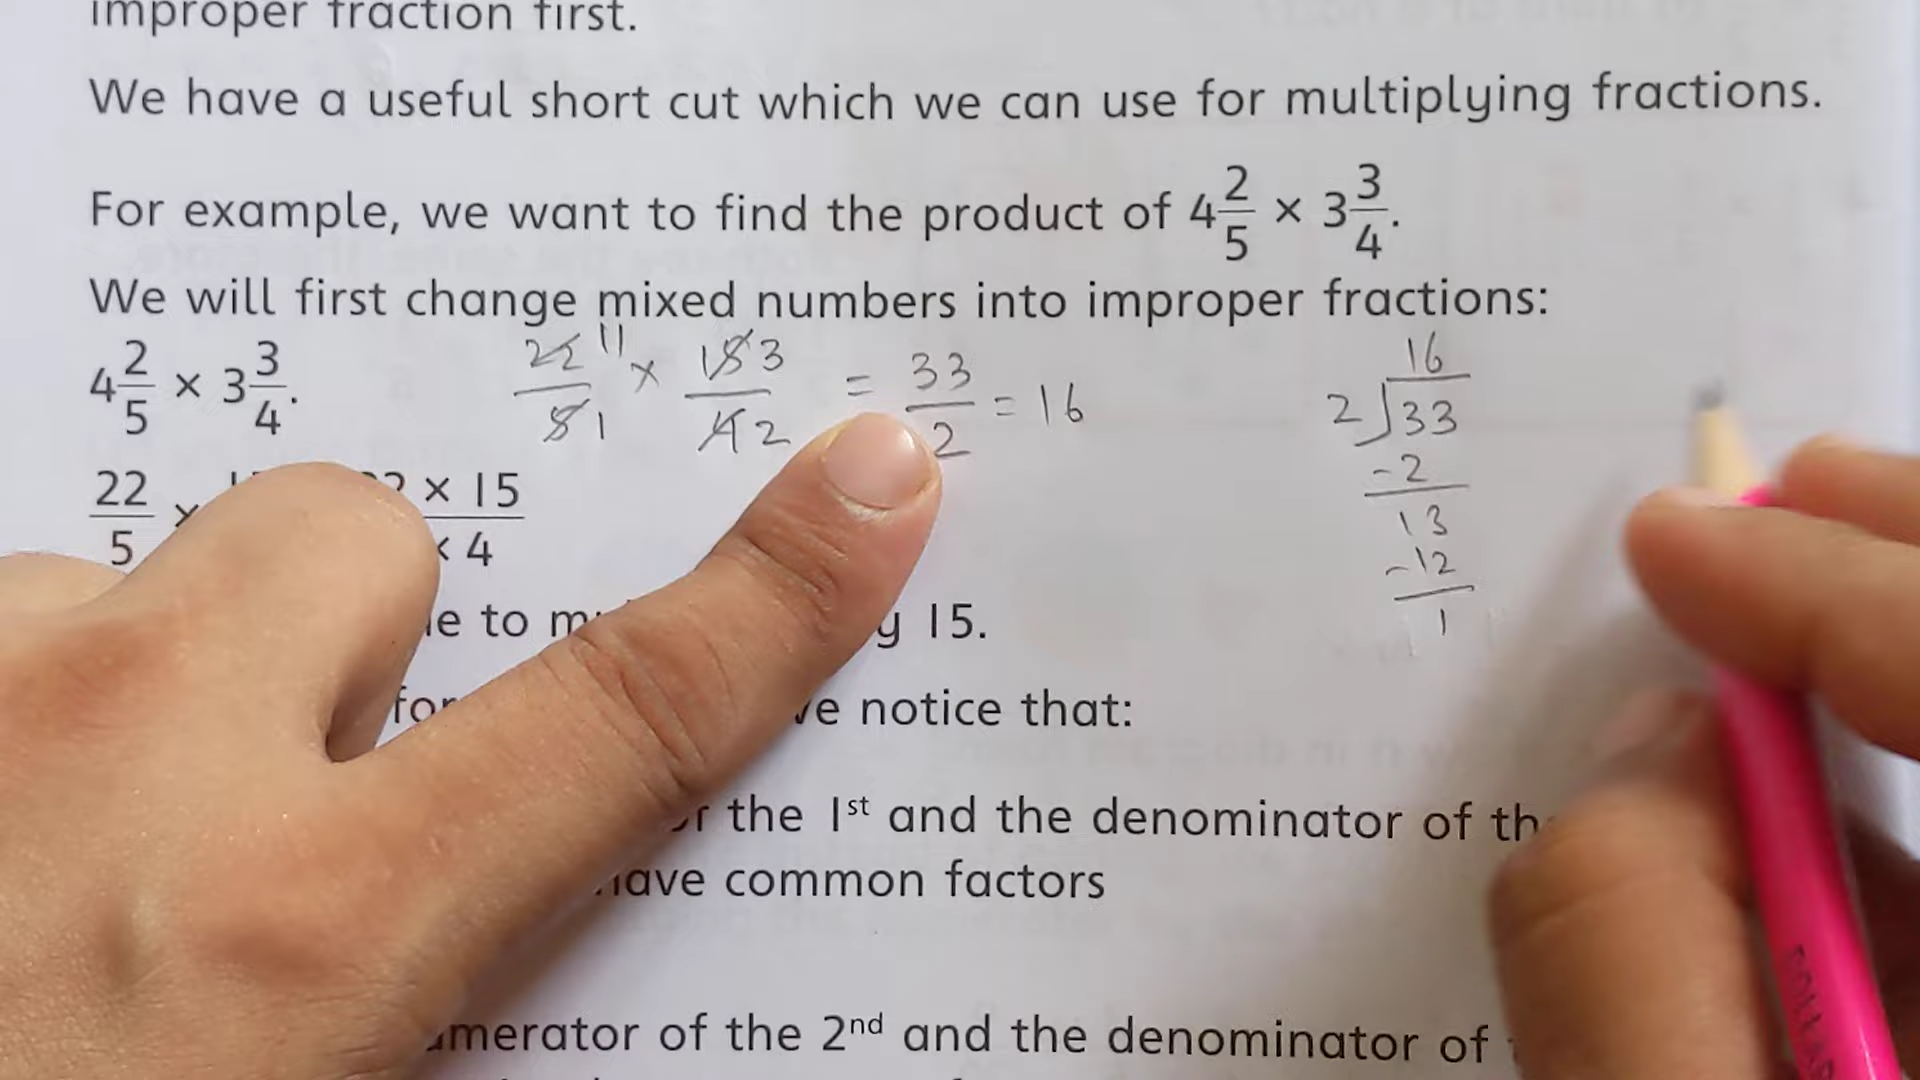 improper fraction first.
We have a useful short cut which we can use for multiplying fractions.
For example, we want to find the product of 4 2/5 × 3 3/4.
We will first change mixed numbers into improper fractions:
4 2/5 × 3 3/4.
22 11/5 1 × 15 3/4 2 = 33/2 = 16
16
2)33
-2
13
-12
1
22/5 × × 15/× 4
to y 15.
notice that:
the 1st and the denominator of
common factors
of the 2nd and the denominator of